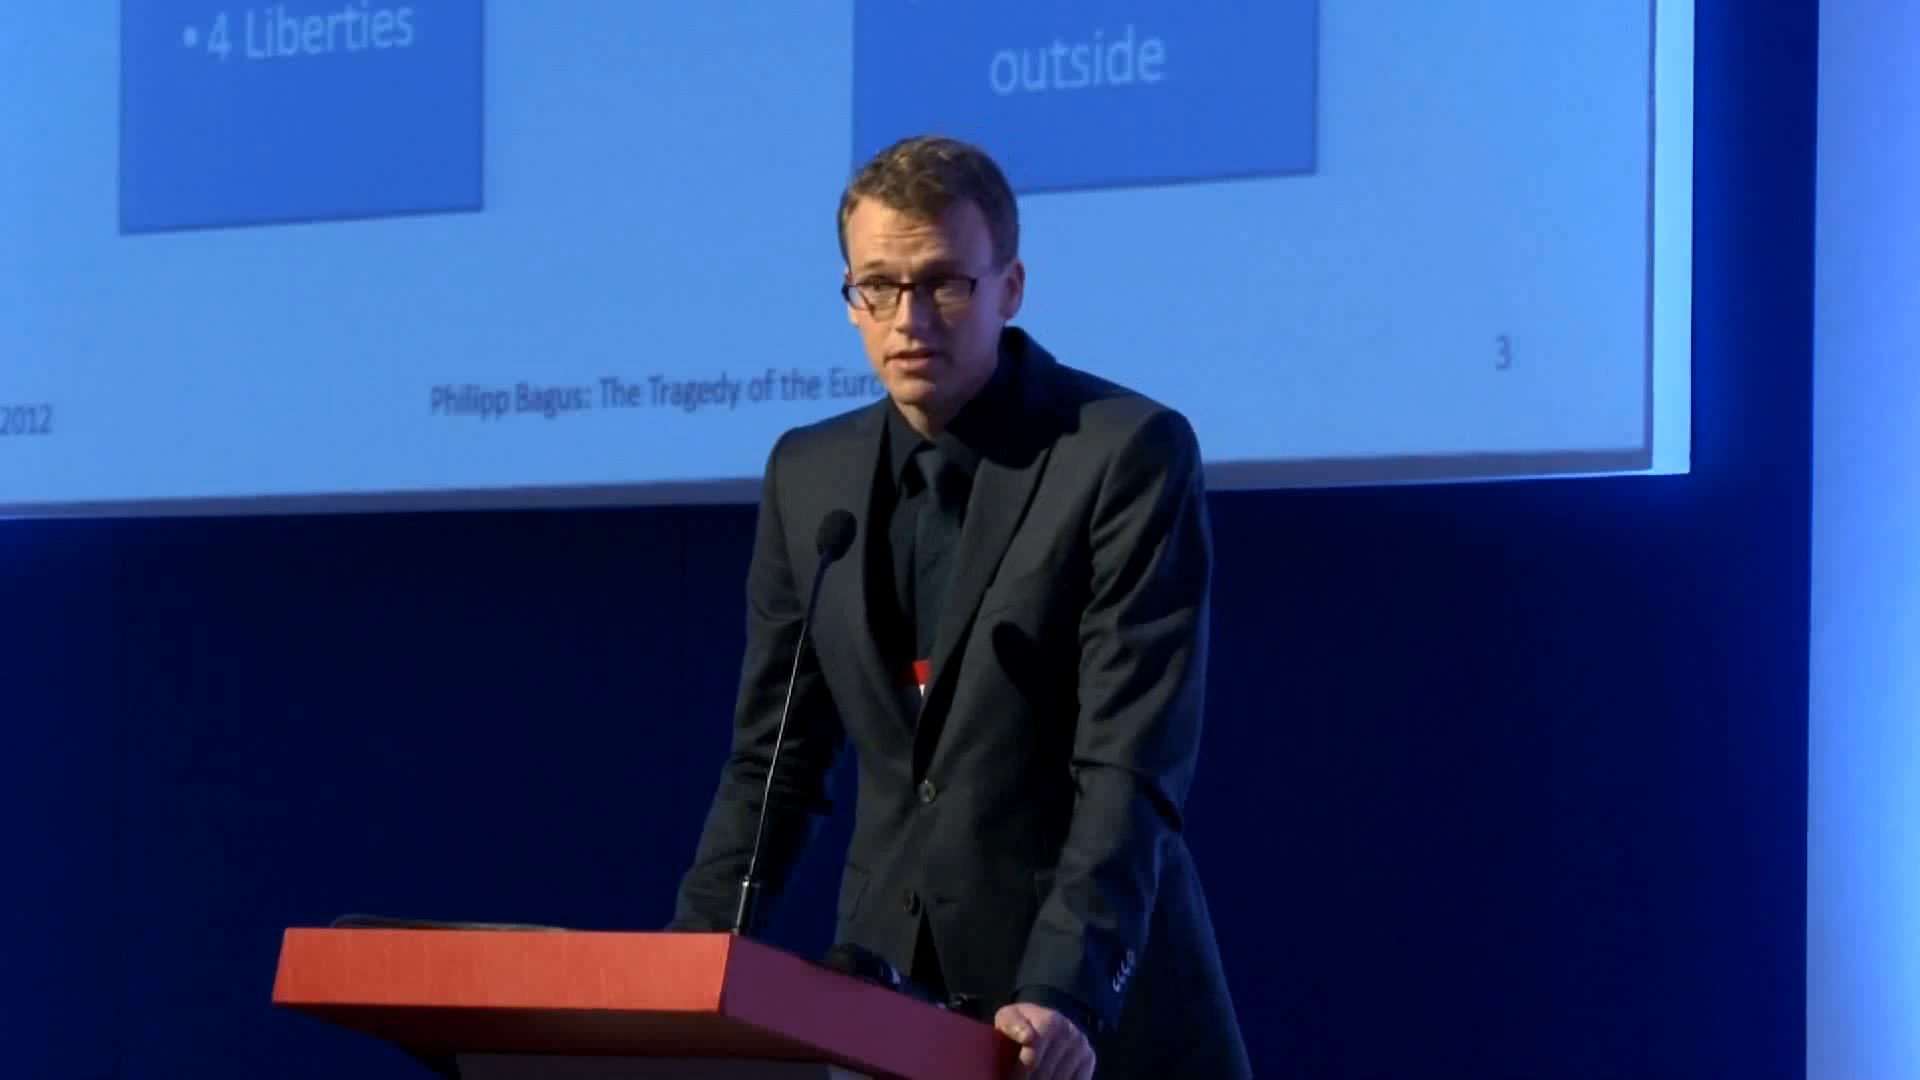 • 4 Liberties
outside
2012
Philipp Bagus: The Tragedy of the Euro
3